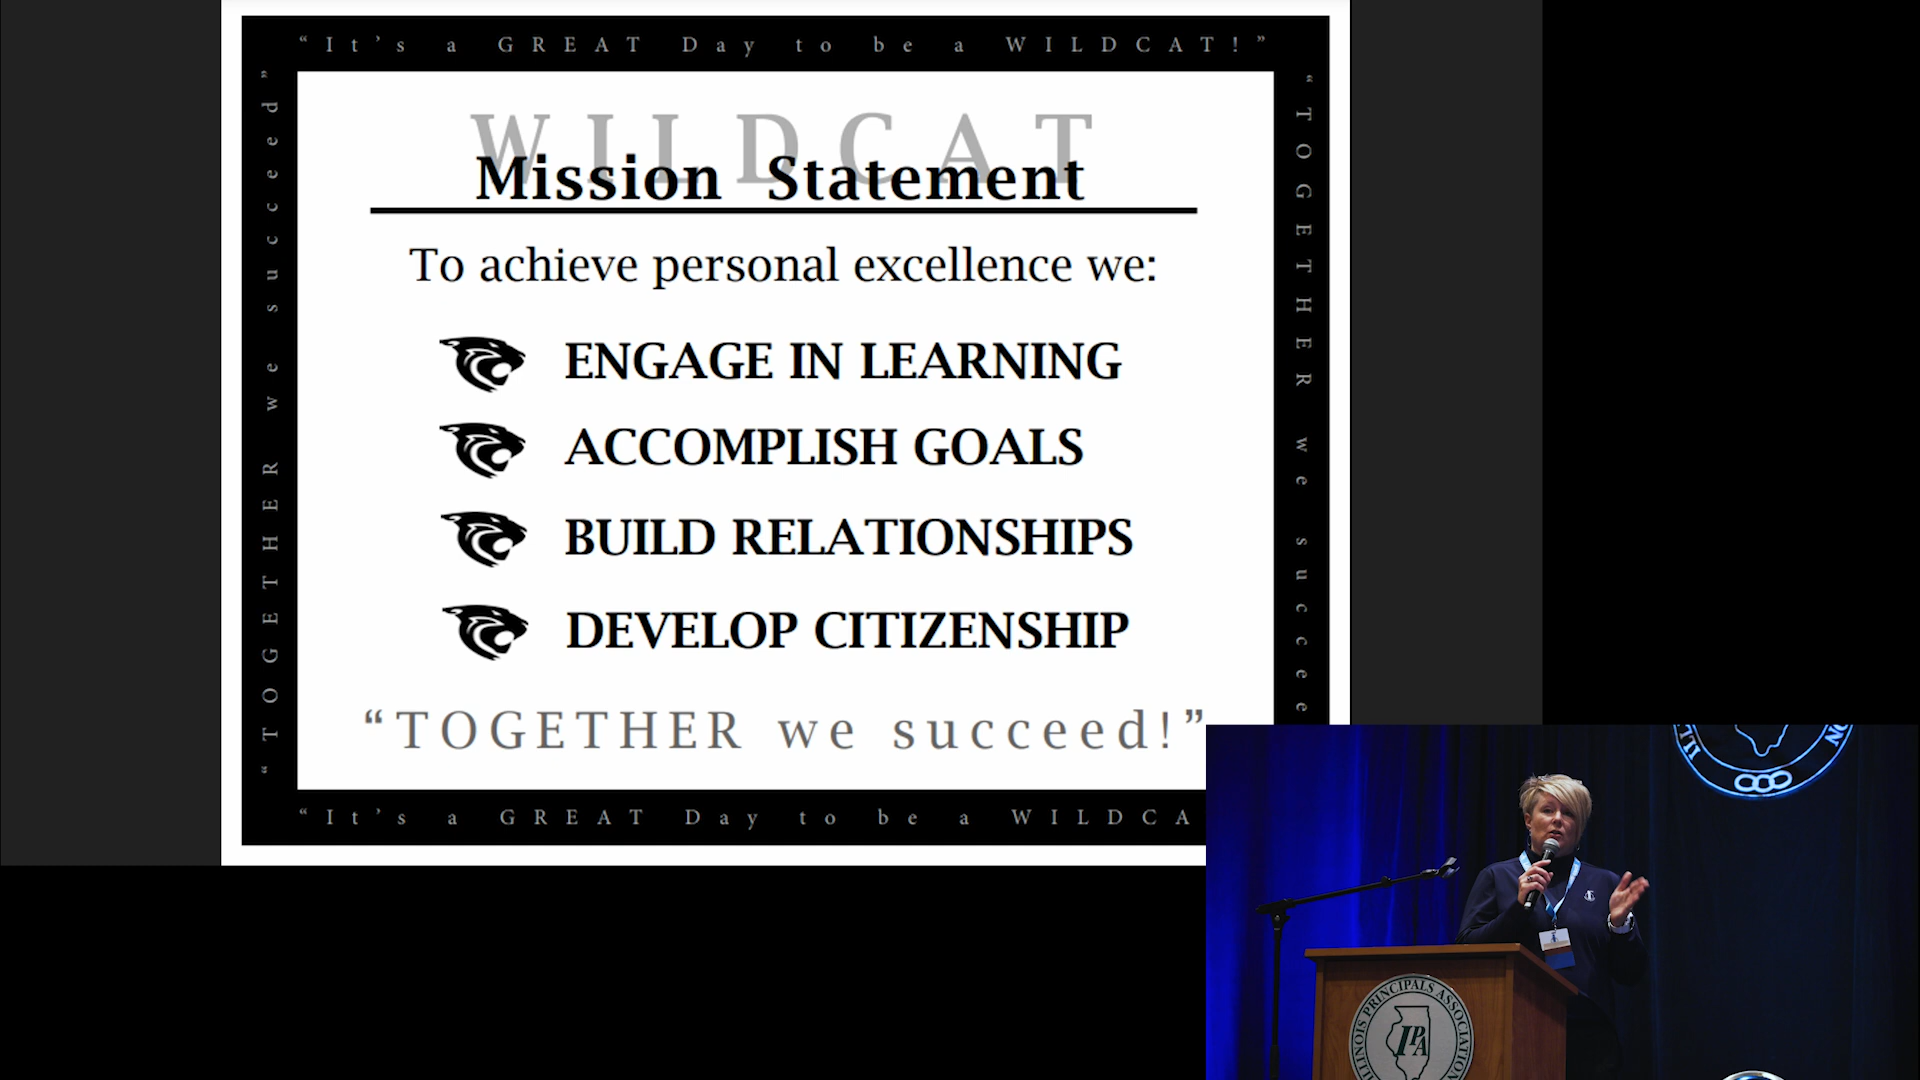 “It’s a GREAT Day to be a WILDCAT!”
“TOGETHER we succeed”
WILDCAT
Mission Statement
To achieve personal excellence we:
ENGAGE IN LEARNING
ACCOMPLISH GOALS
BUILD RELATIONSHIPS
DEVELOP CITIZENSHIP
“TOGETHER we succeed!”
“TOGETHER we succee
“It’s a GREAT Day to be a WILDCA
ILLINOIS PRINCIPALS ASSOCIATION
IPA